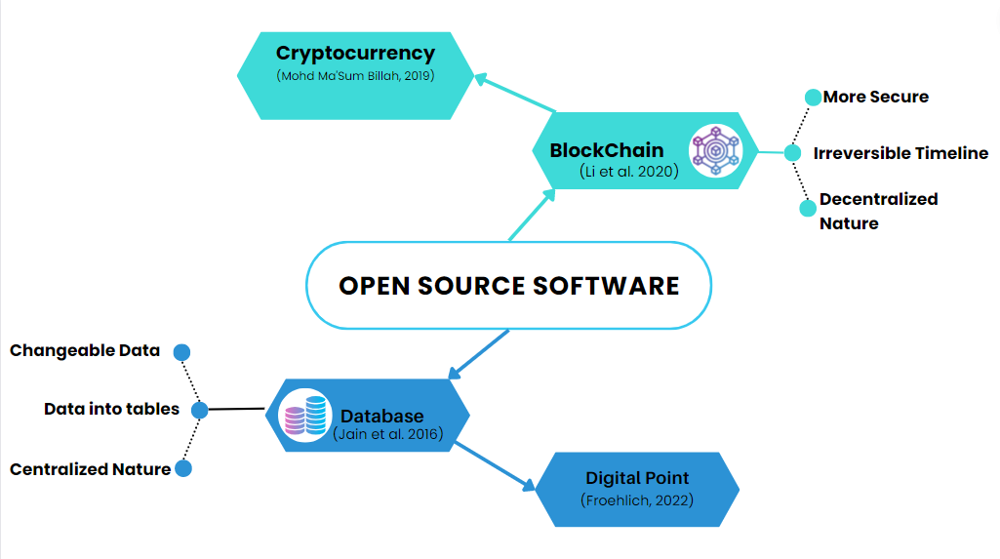 Cryptocurrency
(Mohd Ma'Sum Billah, 2019)
More Secure
BlockChain
(Li et al. 2020)
Irreversible Timeline
Decentralized
Nature
OPEN SOURCE SOFTWARE
Changeable Data
Data into tables
Centralized Nature
Database
(Jain et al. 2016)
Digital Point
(Froehlich, 2022)